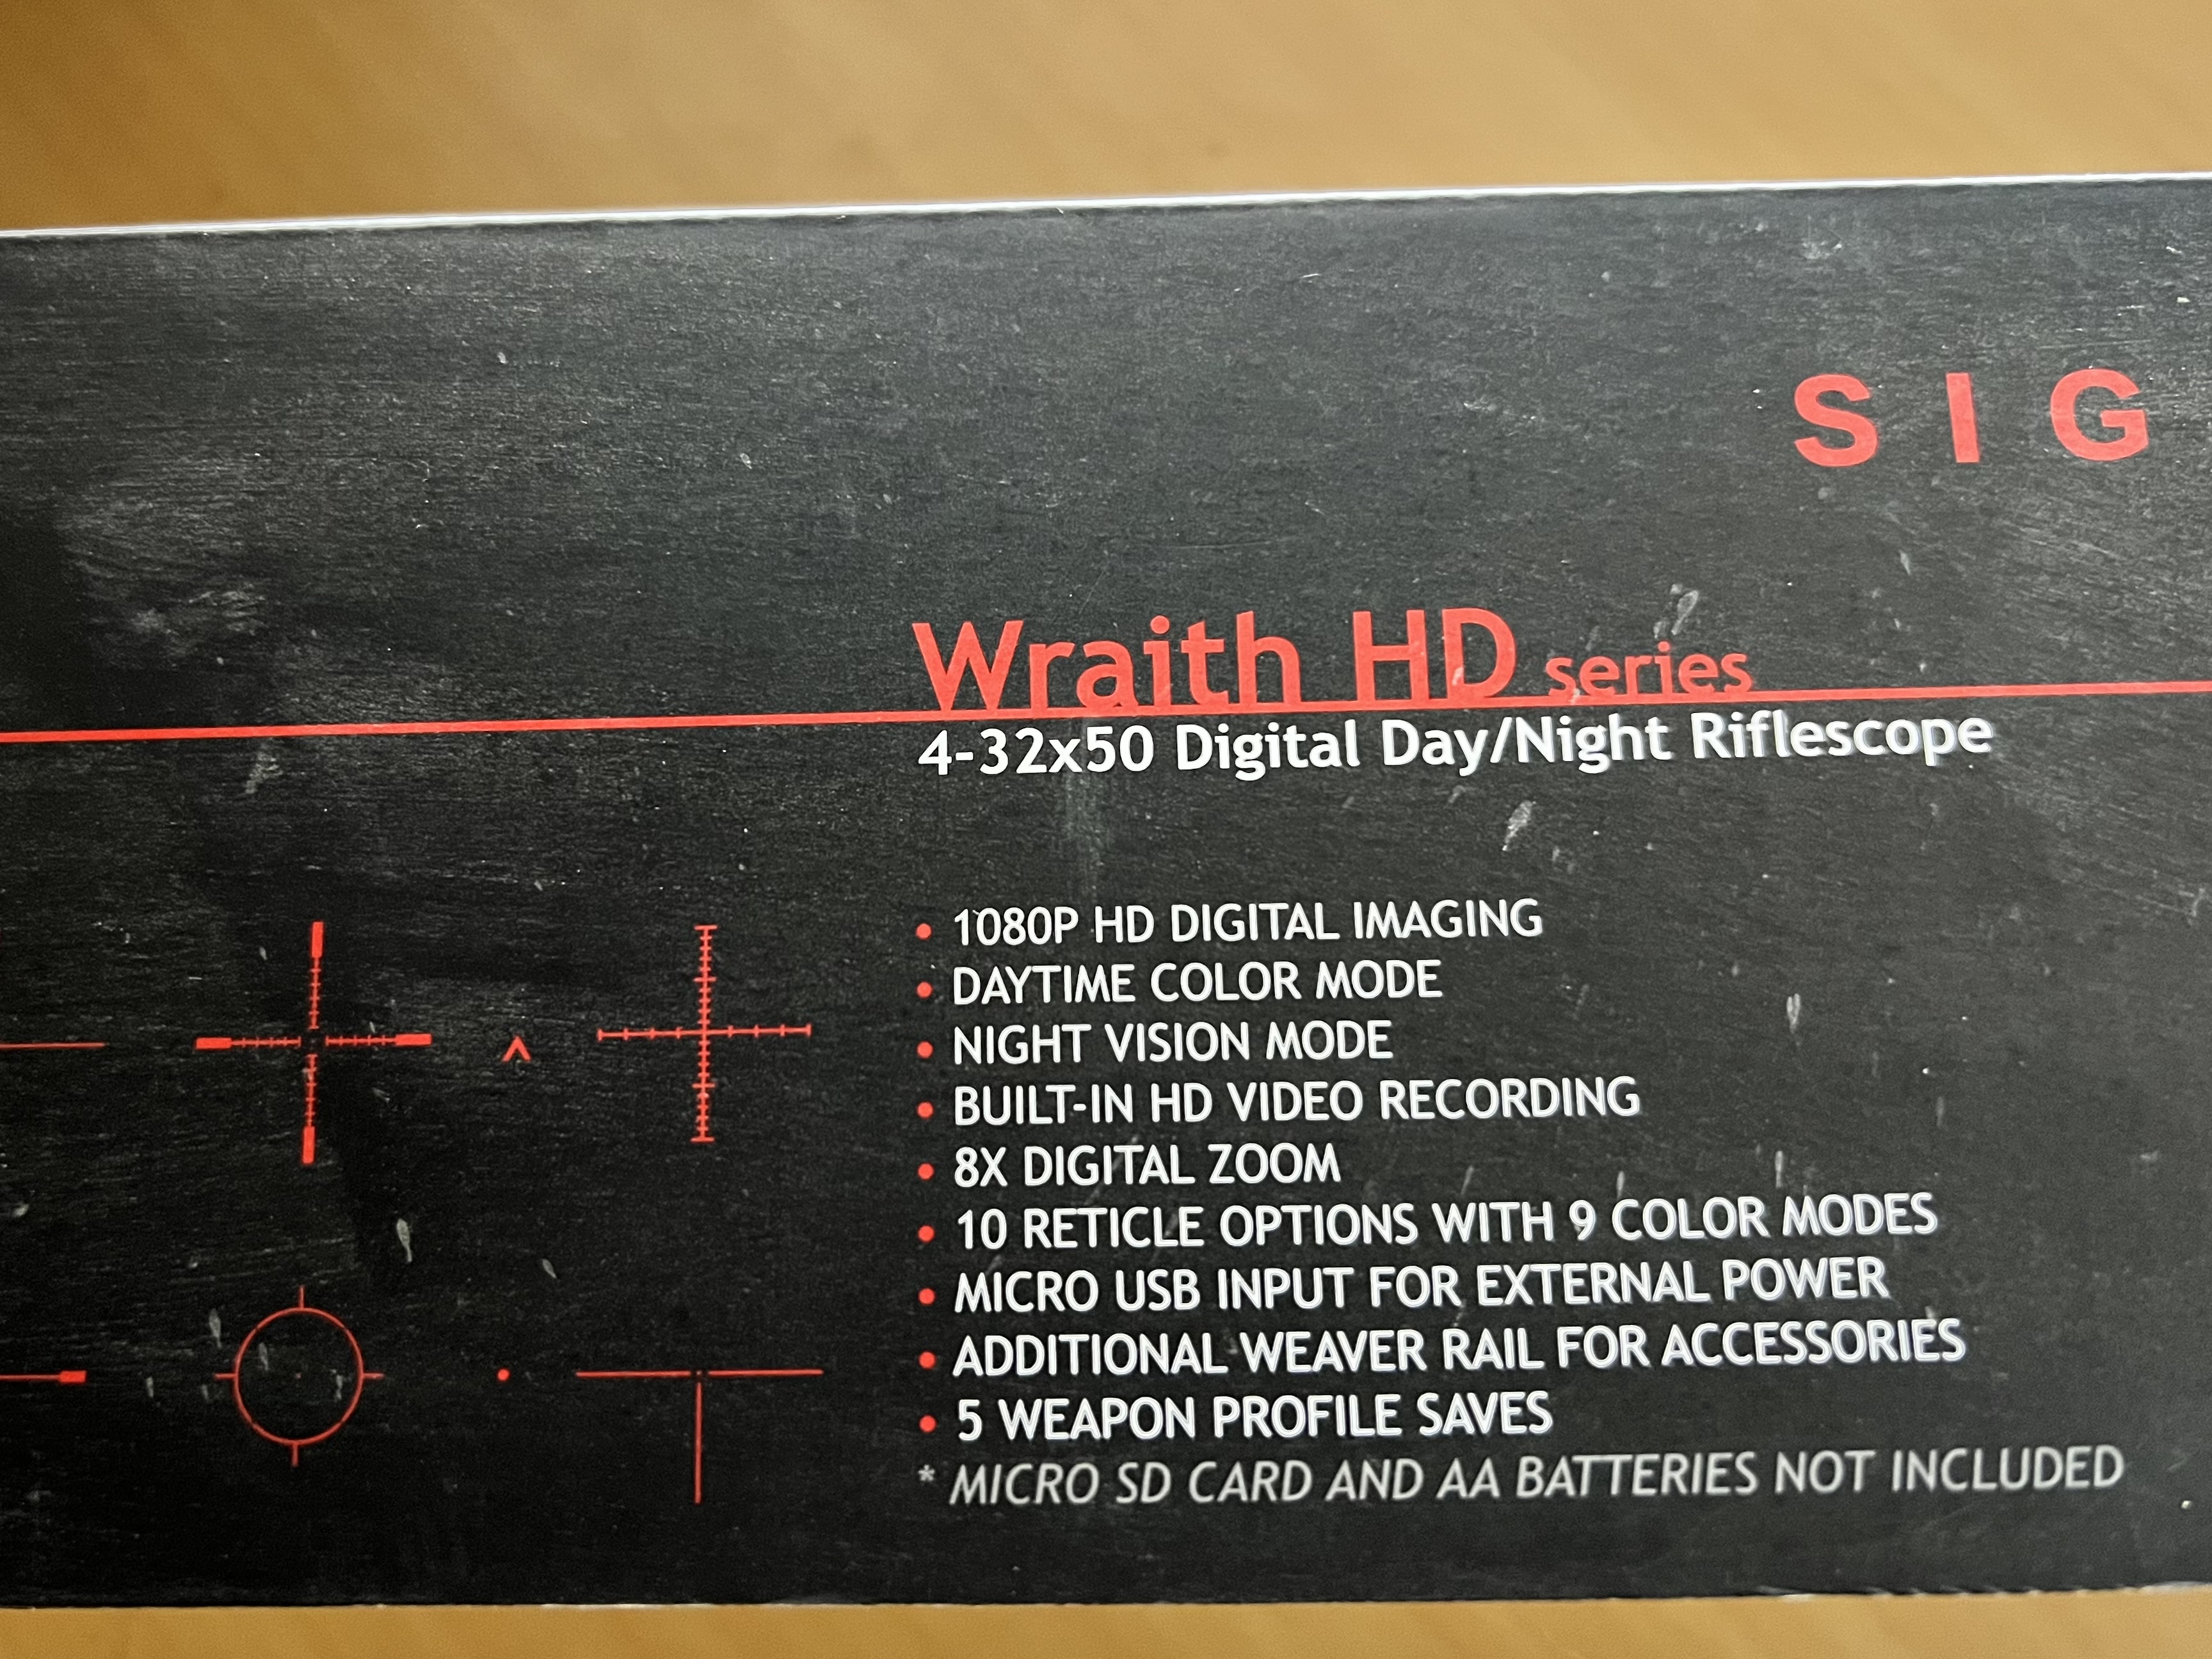 SIG
Wraith HD series
4-32x50 Digital Day/Night Riflescope
• 1080P HD DIGITAL IMAGING
• DAYTIME COLOR MODE
• NIGHT VISION MODE
• BUILT-IN HD VIDEO RECORDING
• 8X DIGITAL ZOOM
• 10 RETICLE OPTIONS WITH 9 COLOR MODES
• MICRO USB INPUT FOR EXTERNAL POWER
• ADDITIONAL WEAVER RAIL FOR ACCESSORIES
• 5 WEAPON PROFILE SAVES
* MICRO SD CARD AND AA BATTERIES NOT INCLUDED